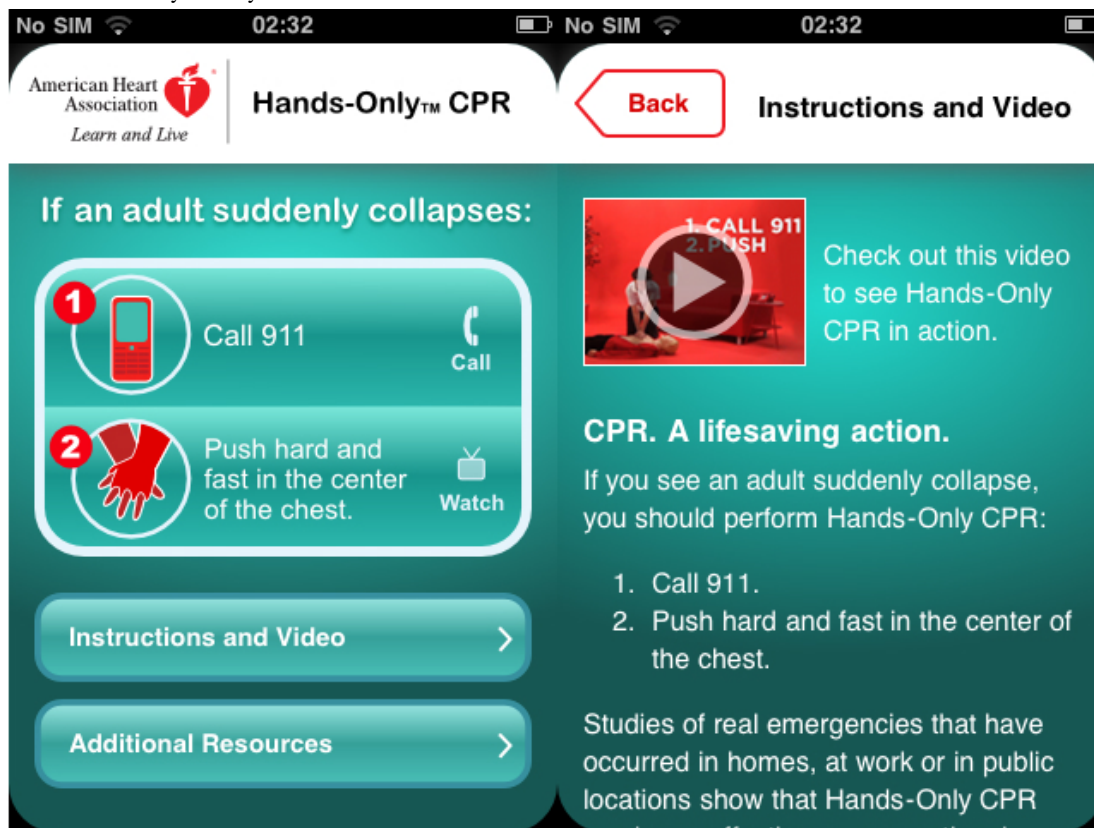 No SIM 02:32
American Heart
Association
Learn and Live
Hands-Only™ CPR
If an adult suddenly collapses:
1
Call 911
Call
2
Push hard and
fast in the center
of the chest.
Watch
Instructions and Video
Additional Resources
No SIM 02:32
Back
Instructions and Video
1. CALL 911
2. PUSH
Check out this video
to see Hands-Only
CPR in action.
CPR. A lifesaving action.
If you see an adult suddenly collapse,
you should perform Hands-Only CPR:
1. Call 911.
2. Push hard and fast in the center of
the chest.
Studies of real emergencies that have
occurred in homes, at work or in public
locations show that Hands-Only CPR